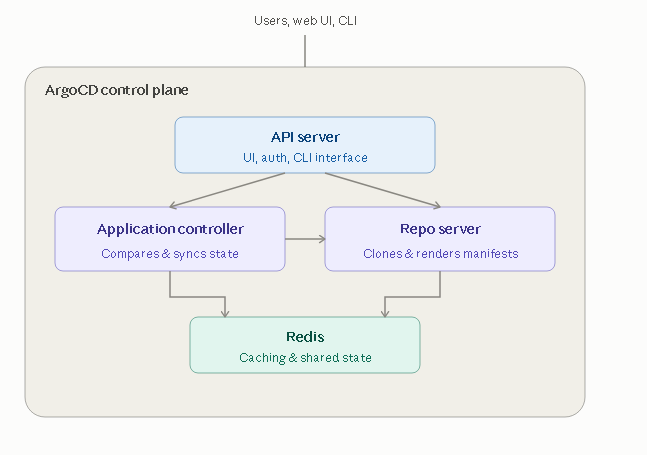 Users, web UI, CLI
ArgoCD control plane
API server
UI, auth, CLI interface
Application controller
Compares & syncs state
Repo server
Clones & renders manifests
Redis
Caching & shared state